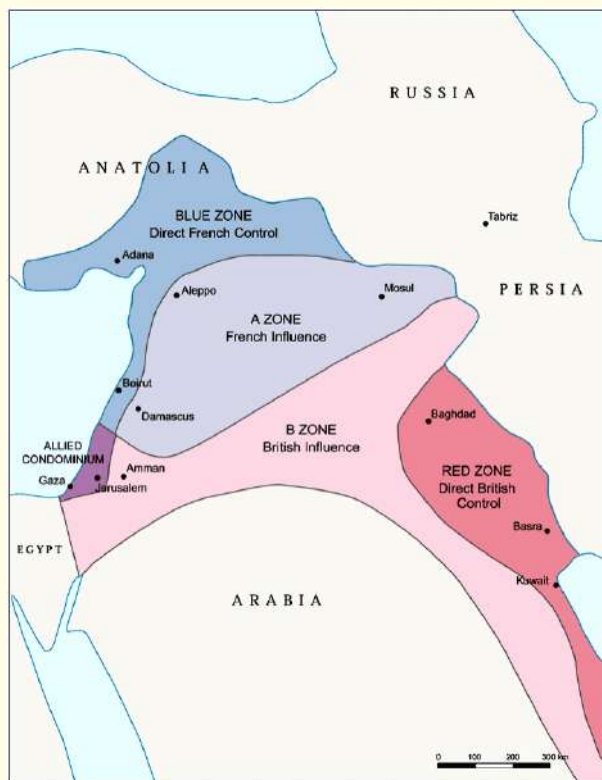 RUSSIA
ANATOLIA
BLUE ZONE
Direct French Control
Tabriz
Adana
Aleppo
Mosul
PERSIA
A ZONE
French Influence
Beirut
Damascus
Baghdad
B ZONE
British Influence
ALLIED
CONDOMINIUM
Amman
Gaza
Jarusalem
RED ZONE
Direct British
Control
Basra
EGYPT
Kuwait
ARABIA
0 100 200 300 km